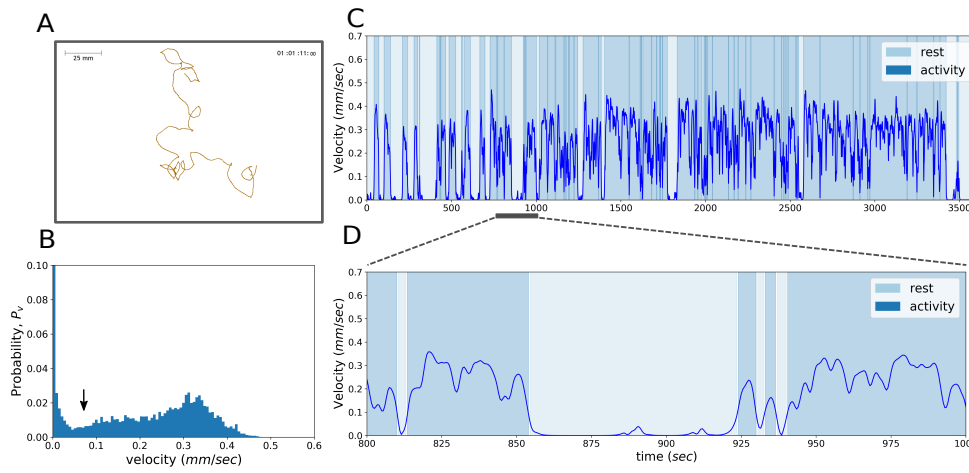 A
25 mm
01 :01 :11: 00
B
Probability, Pv
0.10
0.08
0.06
0.04
0.02
0.00
0.0 0.1 0.2 0.3 0.4 0.5 0.6
velocity (mm/sec)
C
Velocity (mm/sec)
0.7
0.6
0.5
0.4
0.3
0.2
0.1
0.0
0 500 1000 1500 2000 2500 3000 3500
rest
activity
D
Velocity (mm/sec)
0.7
0.6
0.5
0.4
0.3
0.2
0.1
0.0
800 825 850 875 900 925 950 975 1000
time (sec)
rest
activity